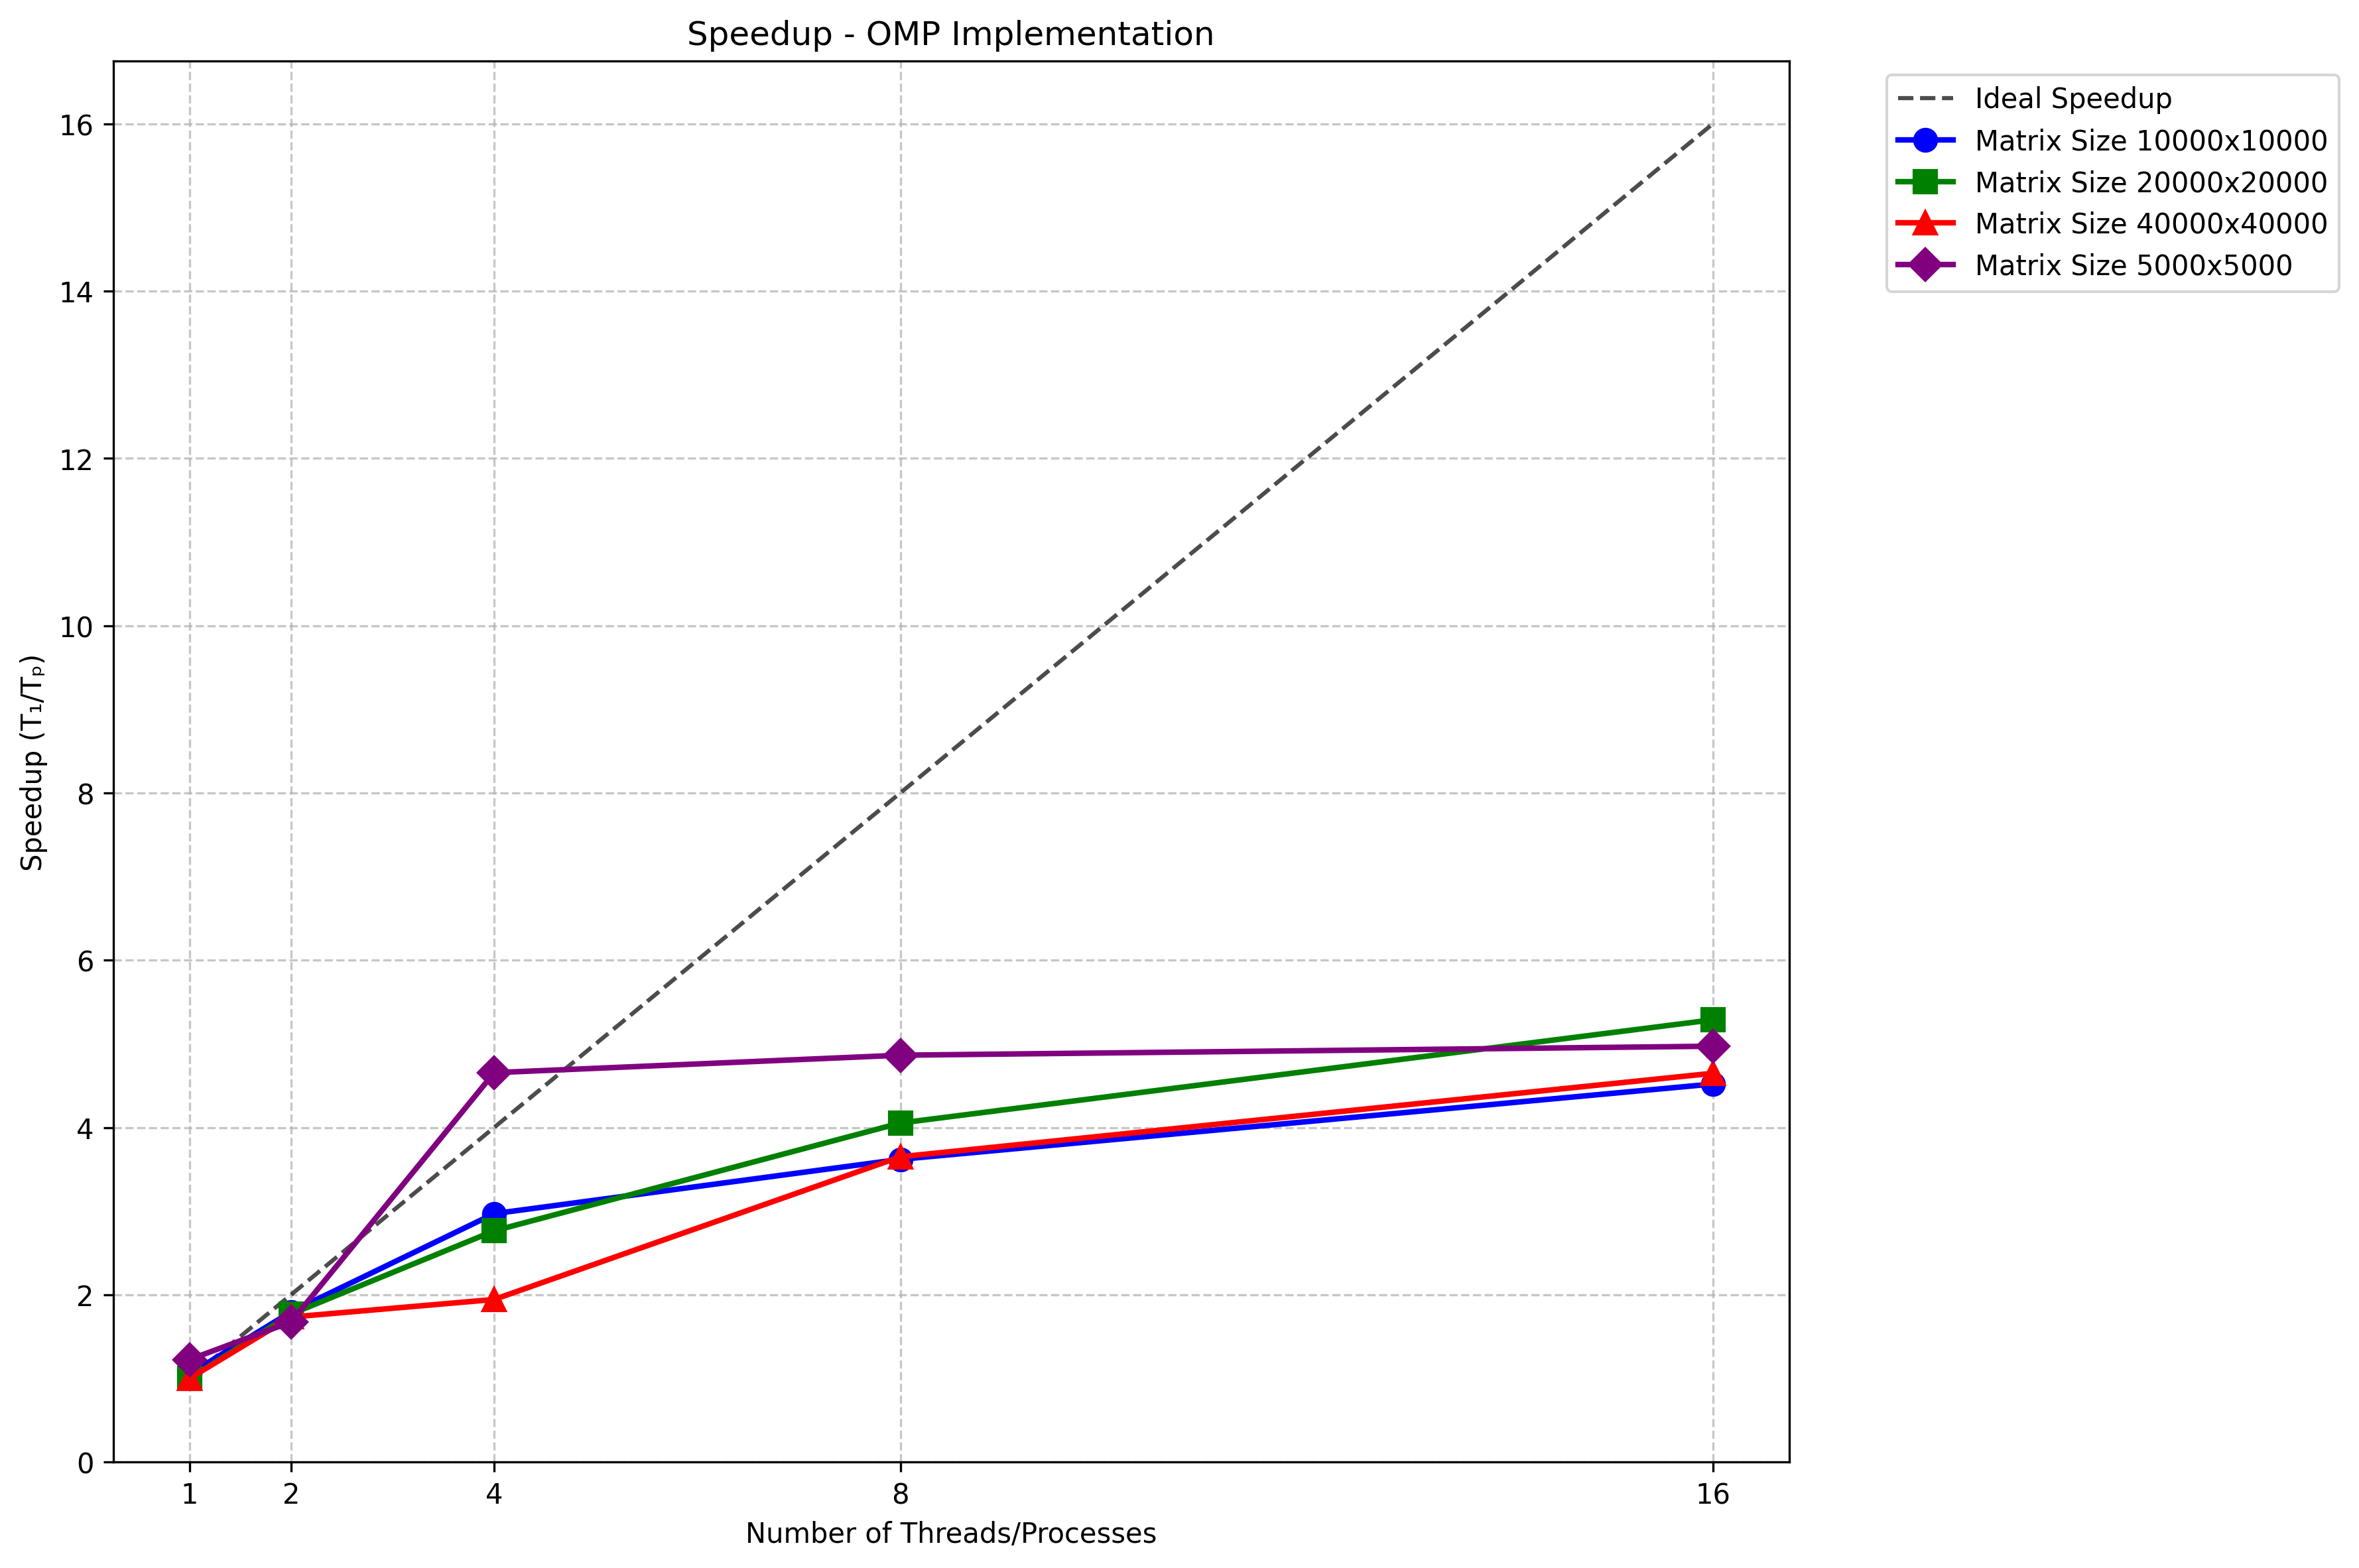 Speedup - OMP Implementation
Ideal Speedup
Matrix Size 10000x10000
Matrix Size 20000x20000
Matrix Size 40000x40000
Matrix Size 5000x5000
Speedup (T₁/Tₚ)
16
14
12
10
8
6
4
2
0
1 2 4 8 16
Number of Threads/Processes